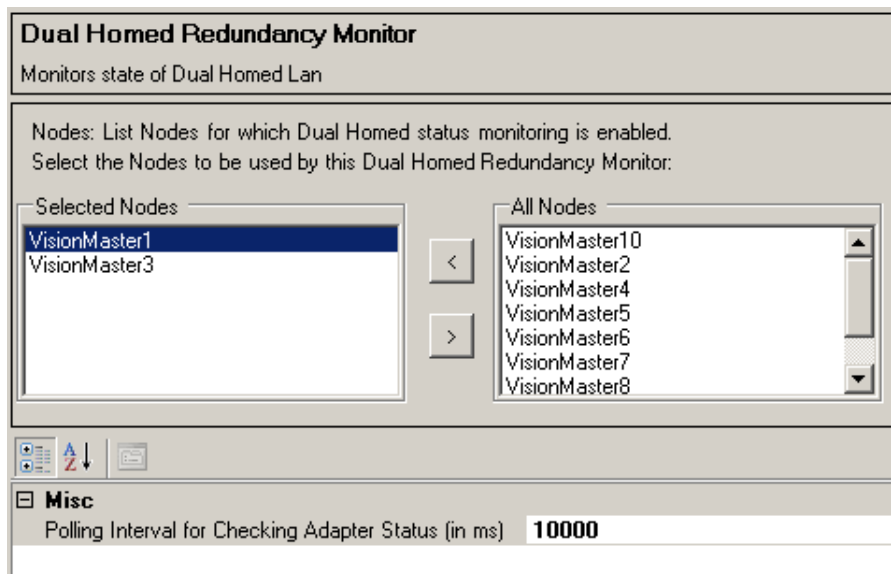 Dual Homed Redundancy Monitor
Monitors state of Dual Homed Lan
Nodes: List Nodes for which Dual Homed status monitoring is enabled.
Select the Nodes to be used by this Dual Homed Redundancy Monitor:
Selected Nodes
VisionMaster1
VisionMaster3
<
>
All Nodes
VisionMaster10
VisionMaster2
VisionMaster4
VisionMaster5
VisionMaster6
VisionMaster7
VisionMaster8
AZ
Misc
Polling Interval for Checking Adapter Status (in ms) 10000